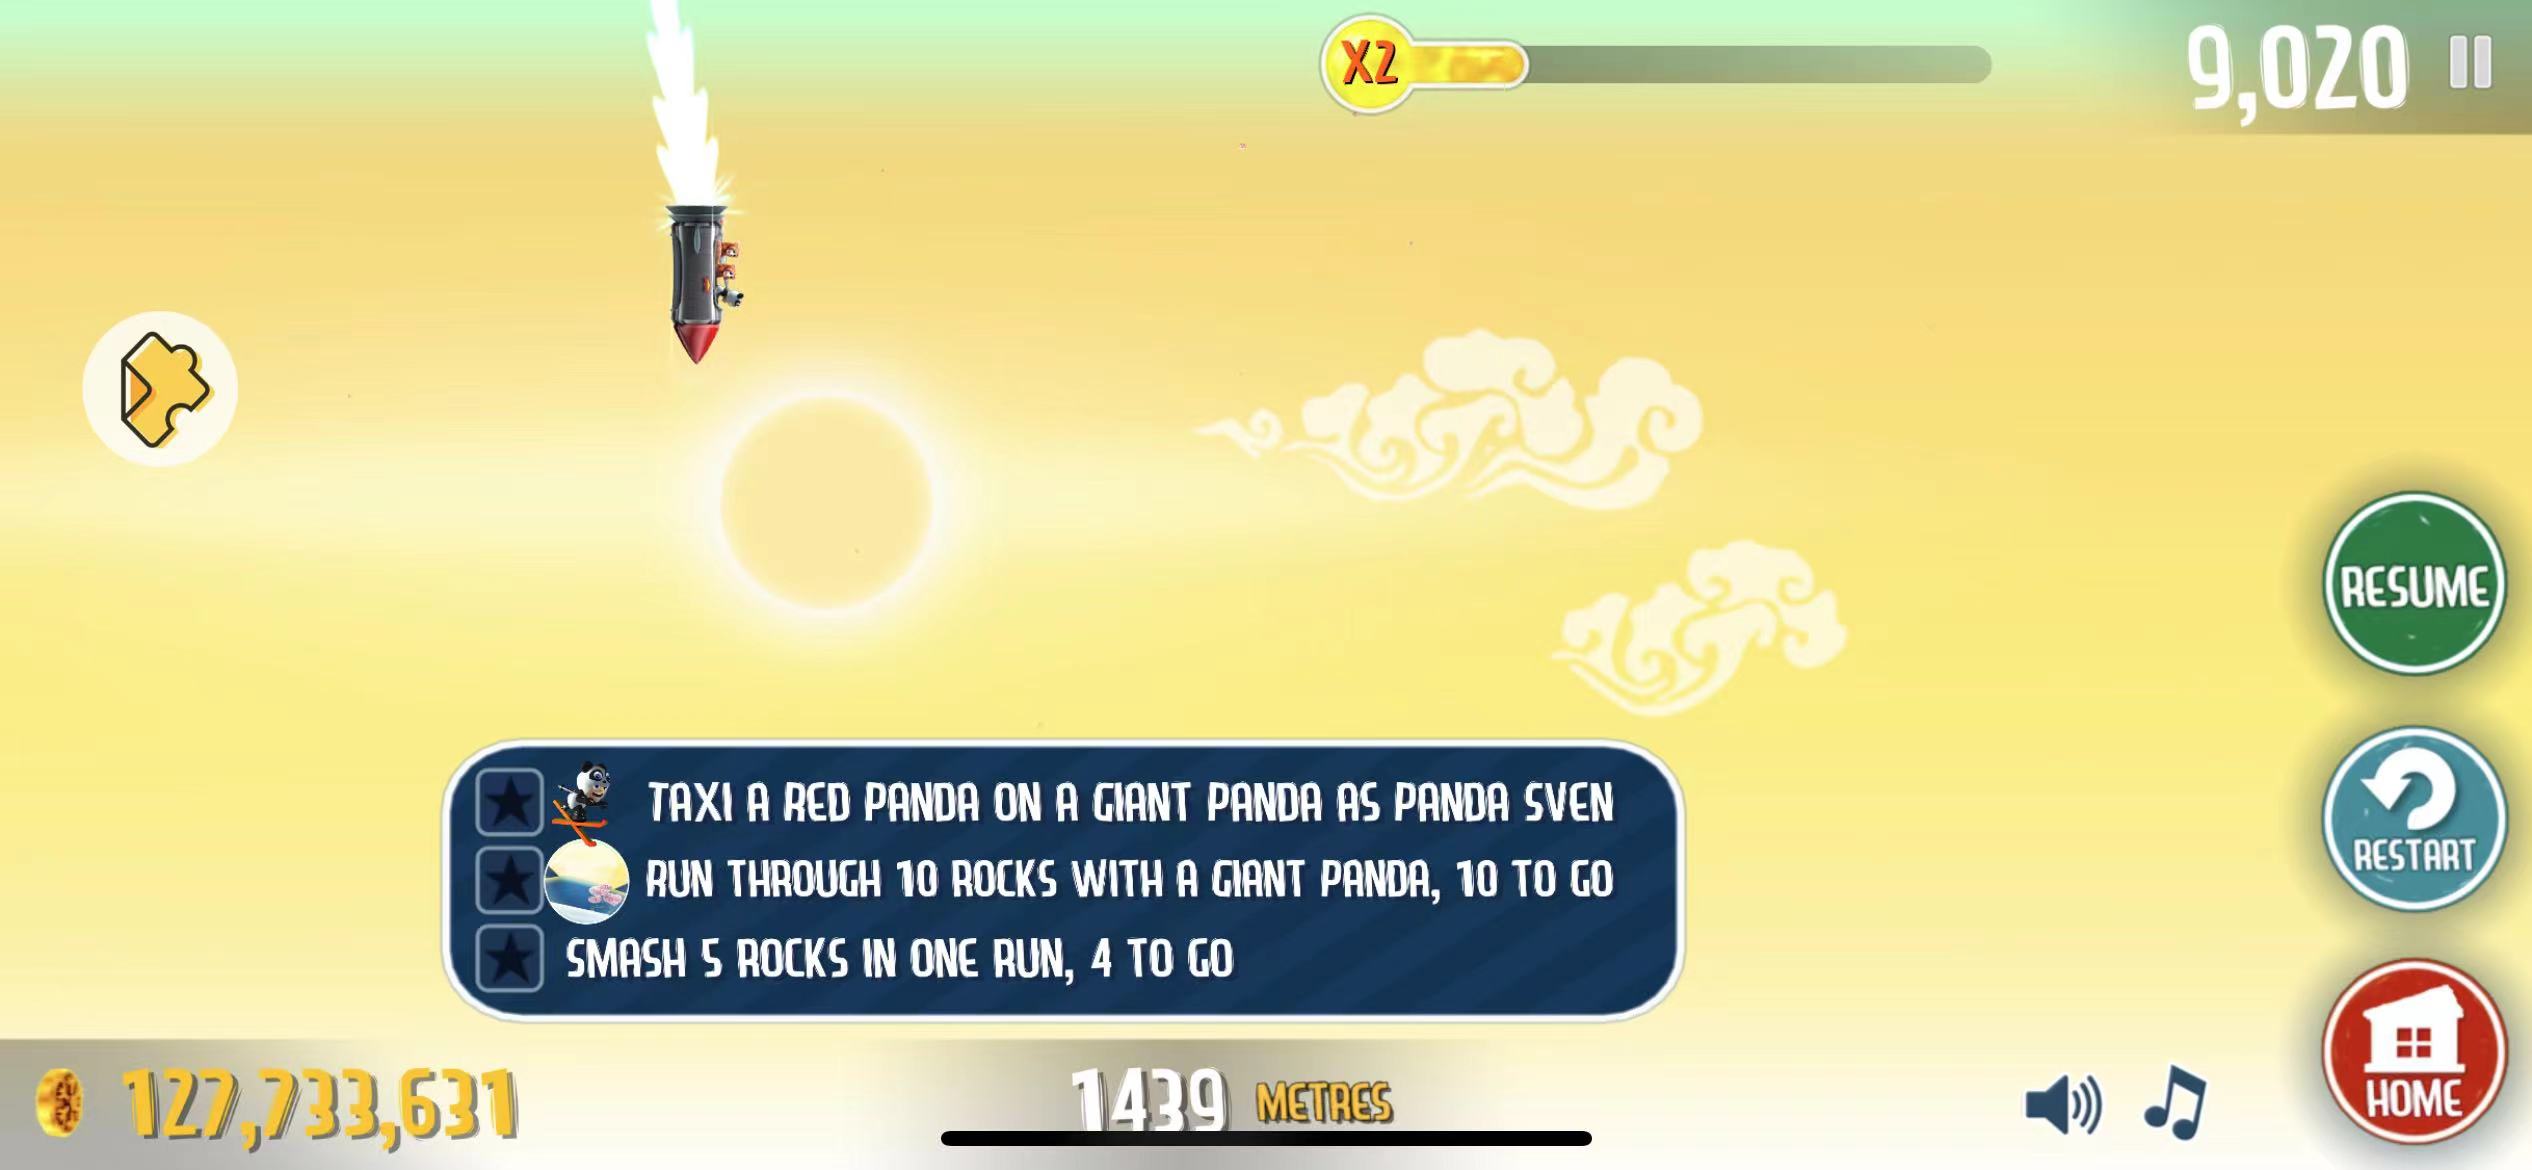 X2
9,020
RESUME
TAXI A RED PANDA ON A GIANT PANDA AS PANDA SVEN
RUN THROUGH 10 ROCKS WITH A GIANT PANDA, 10 TO GO
SMASH 5 ROCKS IN ONE RUN, 4 TO GO
RESTART
HOME
127,733,631
1439 METRES